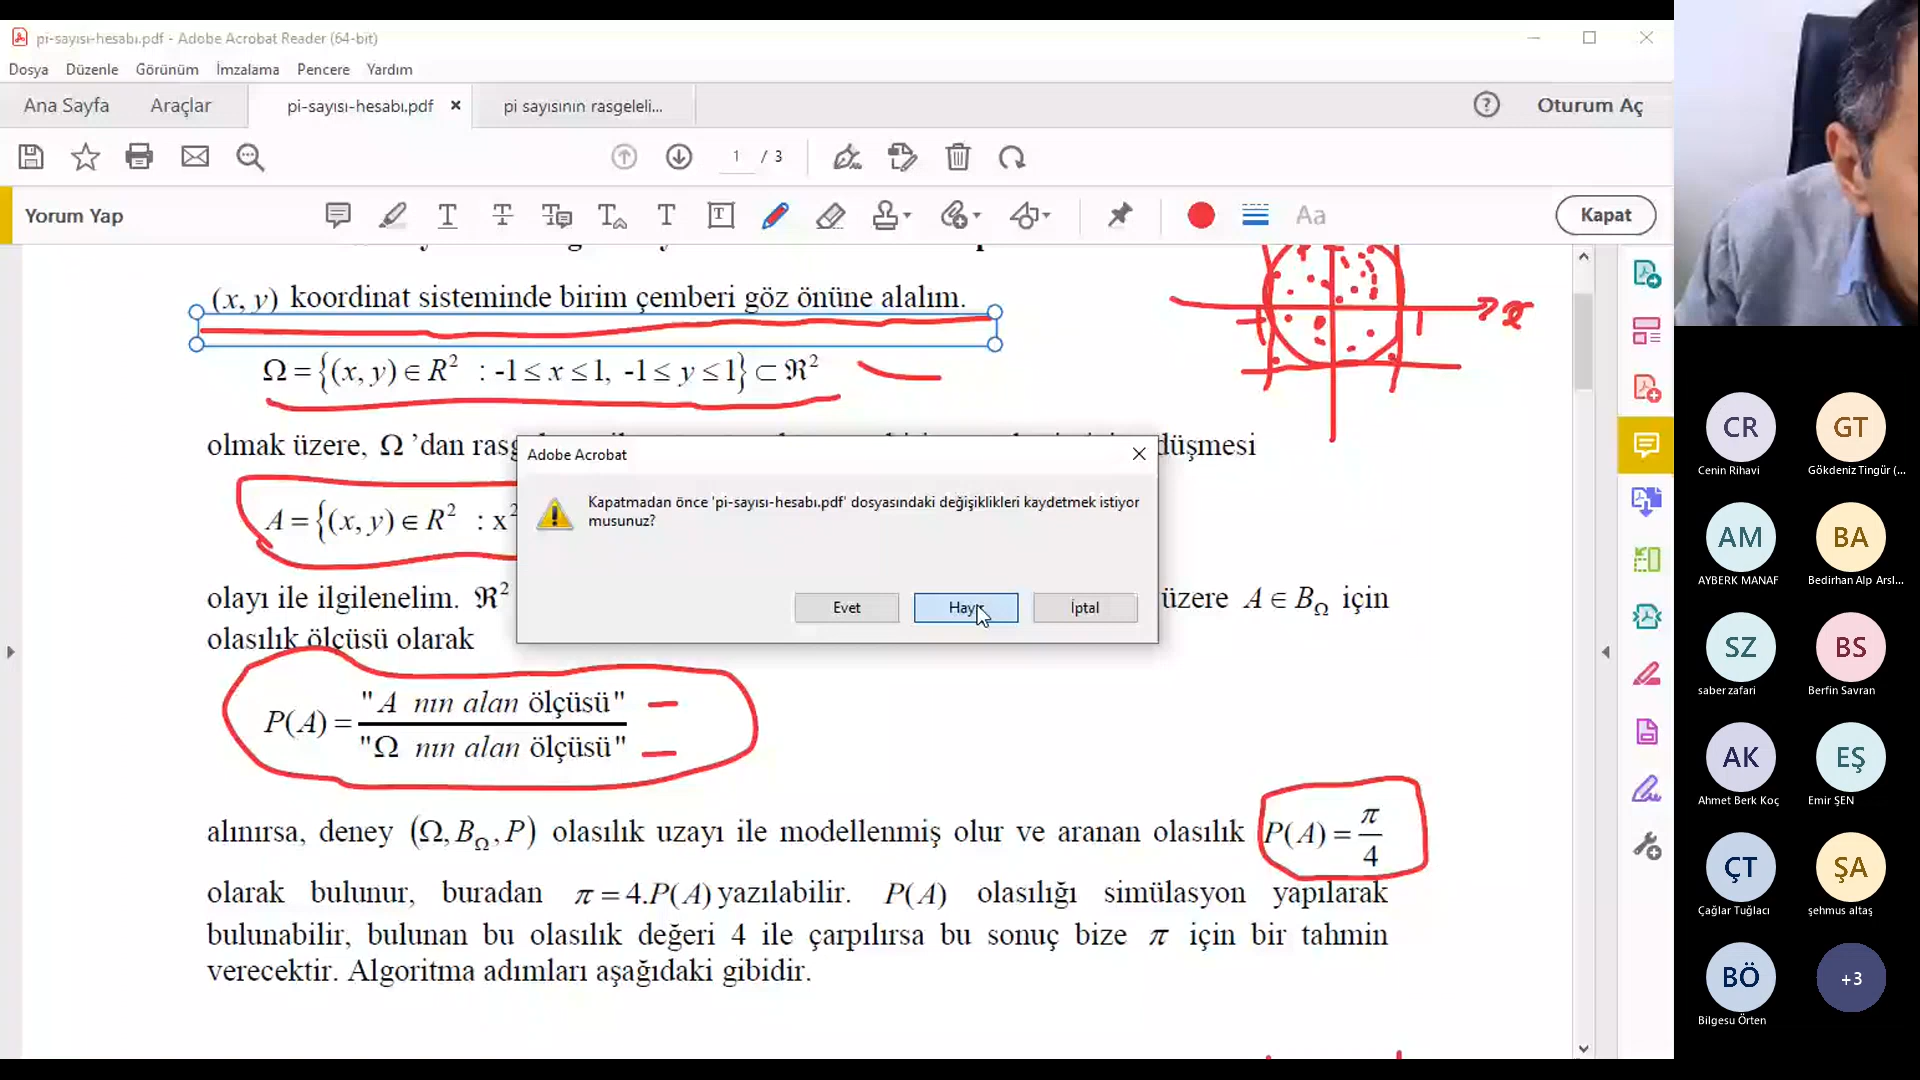 pi-sayısı-hesabı.pdf - Adobe Acrobat Reader (64-bit)
Dosya Düzenle Görünüm İmzalama Pencere Yardım
Ana Sayfa Araçlar pi-sayısı-hesabı.pdf × pi sayısının rasgeleli... Oturum Aç
1 / 3
Yorum Yap Aa Kapat
(x, y) koordinat sisteminde birim çemberi göz önüne alalım.
Ω = {(x, y) ∈ R² : -1 ≤ x ≤ 1, -1 ≤ y ≤ 1} ⊂ ℜ²
olmak üzere, Ω 'dan düşmesi
A = {(x, y) ∈ R² : x²
olayı ile ilgilenelim. ℜ² üzere A ∈ B_Ω için
olasılık ölçüsü olarak
P(A) = "A nın alan ölçüsü" / "Ω nın alan ölçüsü"
alınırsa, deney (Ω, B_Ω, P) olasılık uzayı ile modellenmiş olur ve aranan olasılık P(A) = π/4
olarak bulunur, buradan π = 4.P(A) yazılabilir. P(A) olasılığı simülasyon yapılarak
bulunabilir, bulunan bu olasılık değeri 4 ile çarpılırsa bu sonuç bize π için bir tahmin
verecektir. Algoritma adımları aşağıdaki gibidir.
Adobe Acrobat
Kapatmadan önce 'pi-sayısı-hesabı.pdf' dosyasındaki değişiklikleri kaydetmek istiyor
musunuz?
Evet Hayır İptal
x
1
CR GT
Cenin Rihavi Gökdeniz Tingür (...
AM BA
AYBERK MANAF Bedirhan Alp Arsl...
SZ BS
saber zafari Berfin Savran
AK EŞ
Ahmet Berk Koç Emir ŞEN
ÇT ŞA
Çağlar Tuğlacı şehmus altaş
BÖ +3
Bilgesu Örten